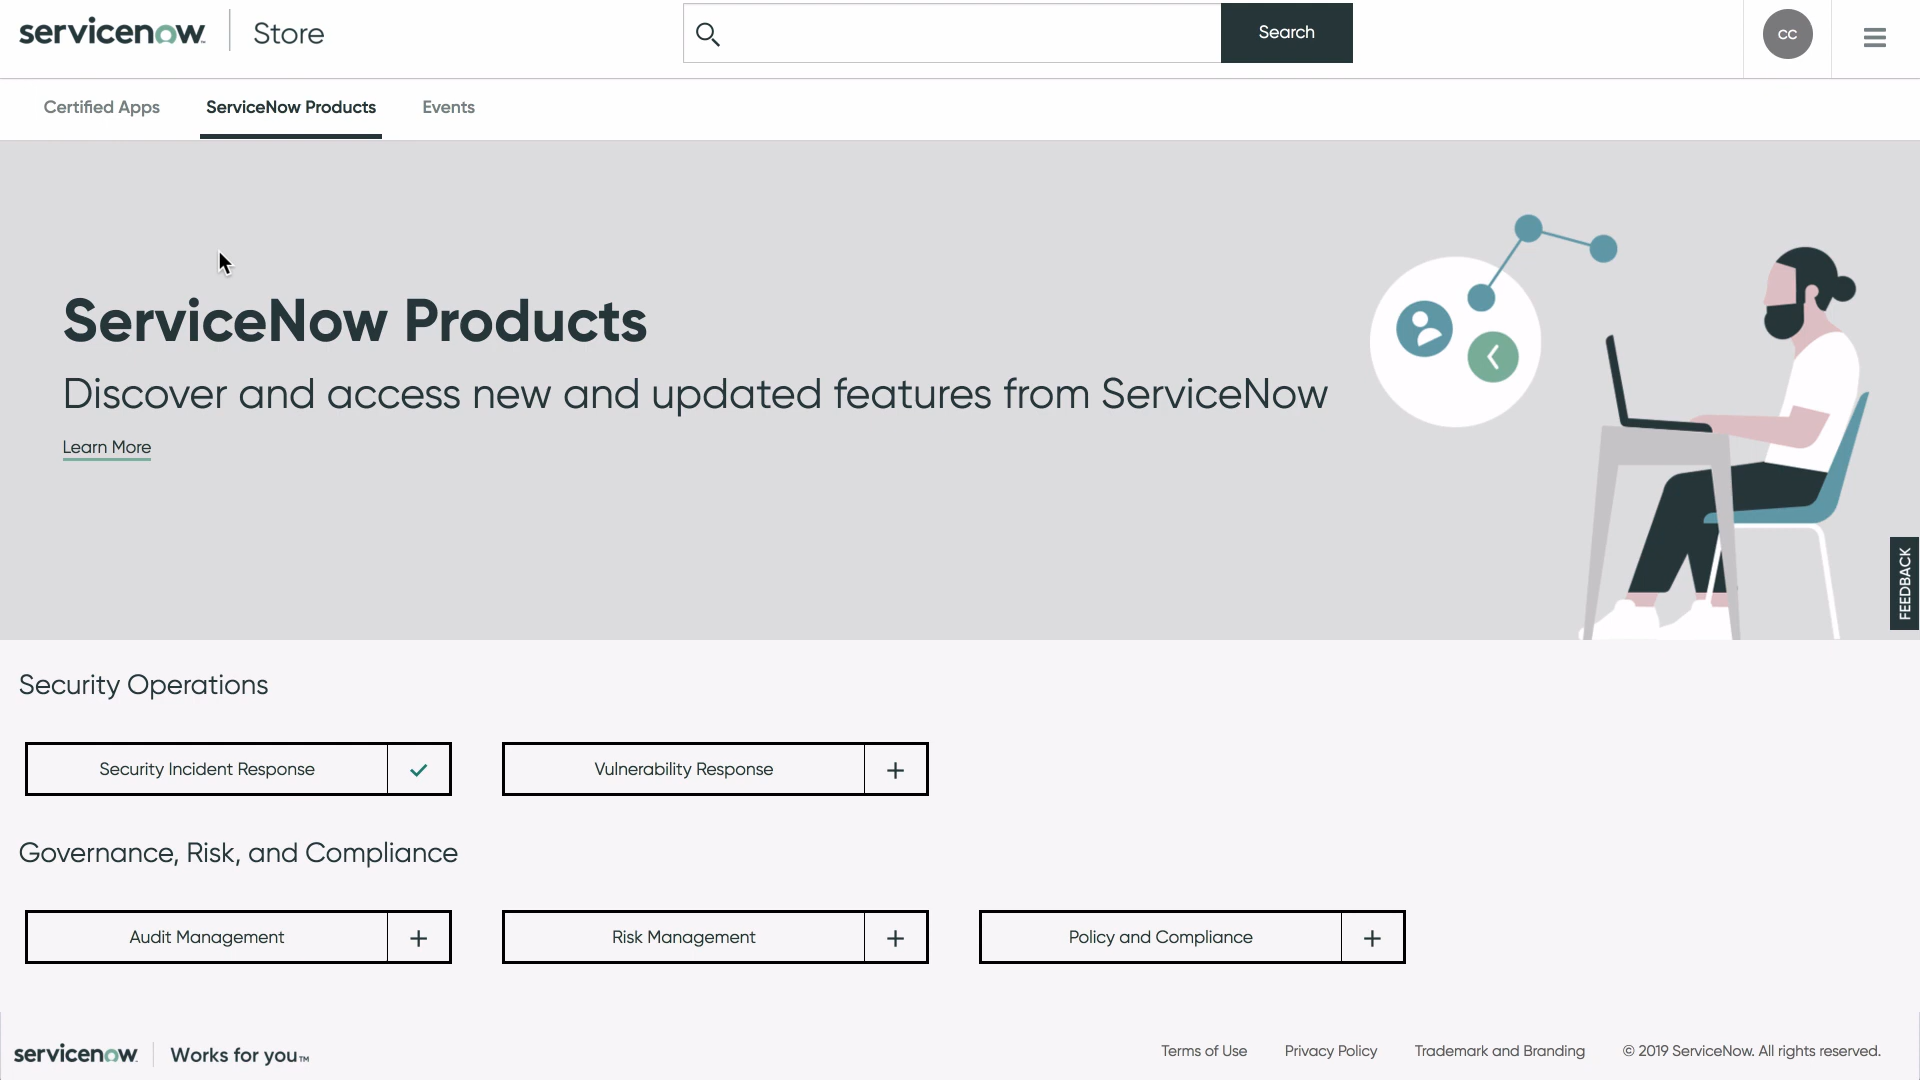 servicenow Store
Search
CC
Certified Apps ServiceNow Products Events
ServiceNow Products
Discover and access new and updated features from ServiceNow
Learn More
FEEDBACK
Security Operations
Security Incident Response Vulnerability Response
Governance, Risk, and Compliance
Audit Management Risk Management Policy and Compliance
servicenow Works for you™ Terms of Use Privacy Policy Trademark and Branding © 2019 ServiceNow. All rights reserved.